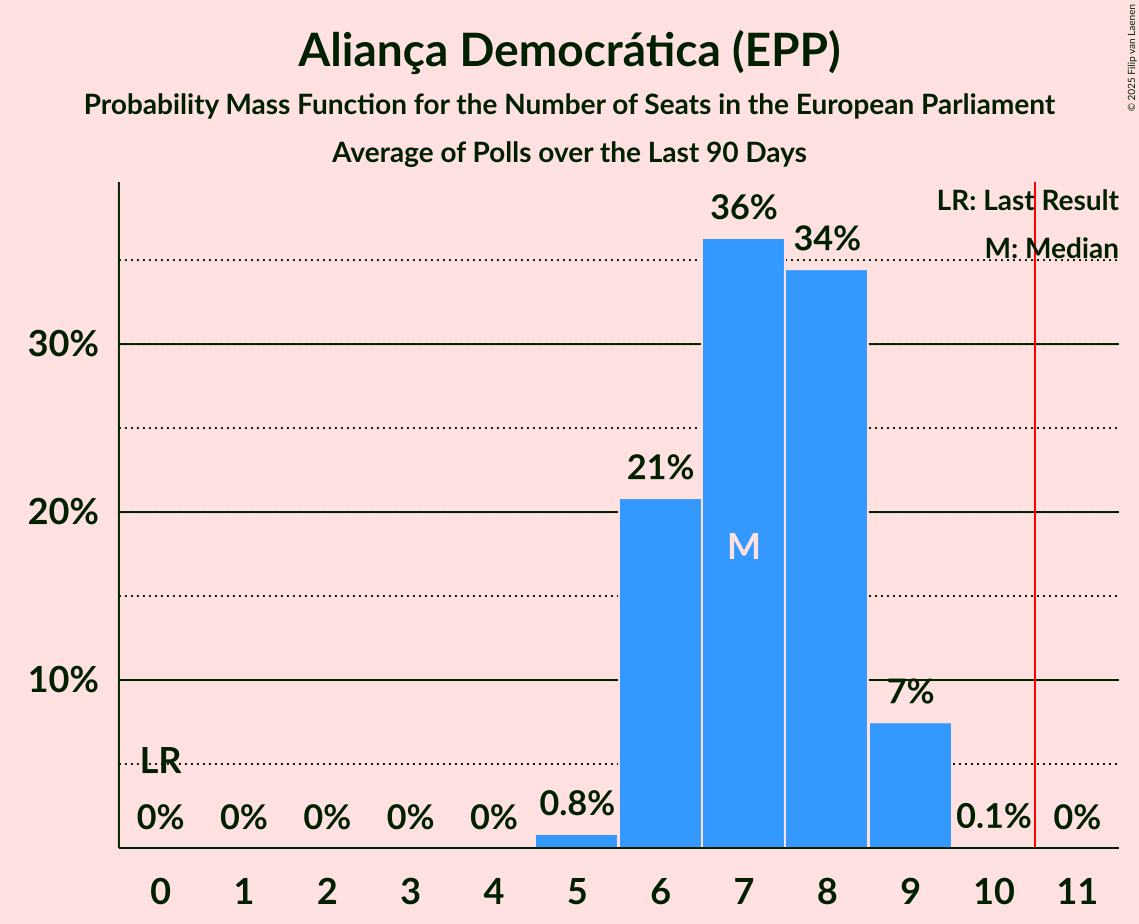 Aliança Democrática (EPP)
Probability Mass Function for the Number of Seats in the European Parliament
Average of Polls over the Last 90 Days
© 2025 Filip van Laenen
LR: Last Result
M: Median
36%
34%
30%
21%
20%
M
10%
7%
LR
0%
0%
0%
0%
0%
0.8%
0.1%
0%
0 1 2 3 4 5 6 7 8 9 10 11